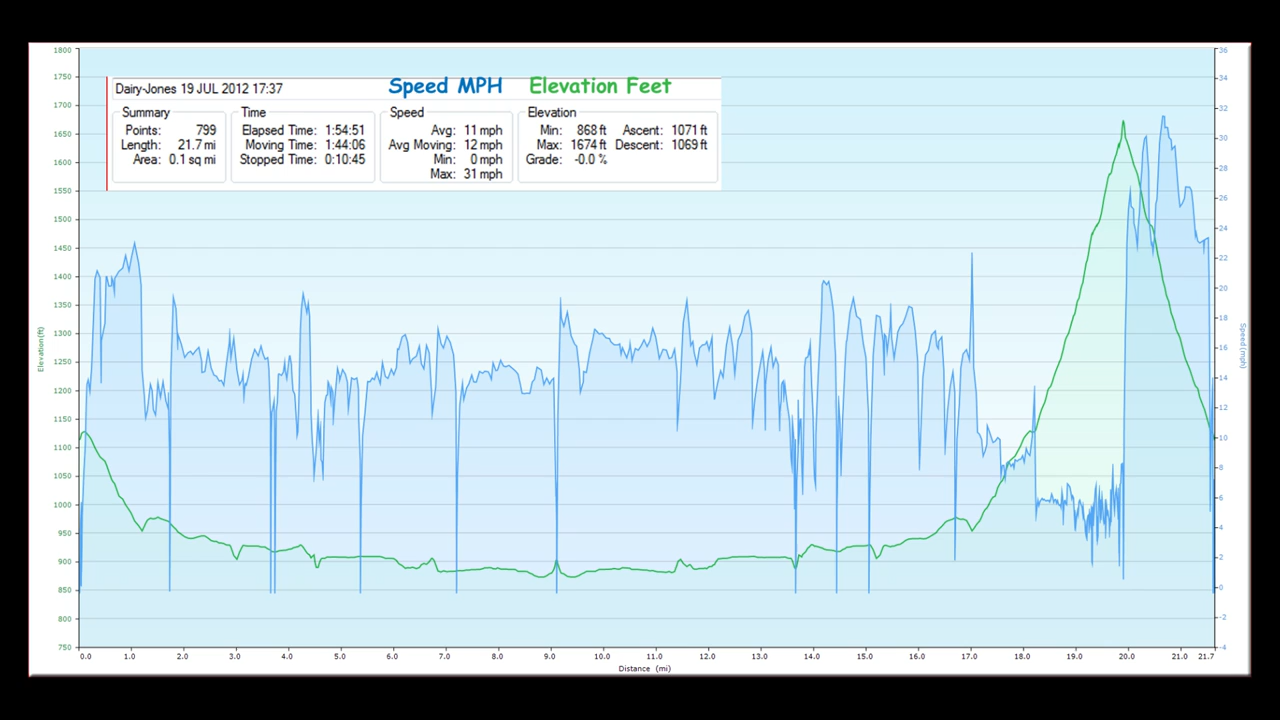 Dairy-Jones 19 JUL 2012 17:37
Speed MPH Elevation Feet
Summary
Points: 799
Length: 21.7 mi
Area: 0.1 sq mi
Time
Elapsed Time: 1:54:51
Moving Time: 1:44:06
Stopped Time: 0:10:45
Speed
Avg: 11 mph
Avg Moving: 12 mph
Min: 0 mph
Max: 31 mph
Elevation
Min: 868 ft Ascent: 1071 ft
Max: 1674 ft Descent: 1069 ft
Grade: -0.0 %
Elevation(ft)
1800
1750
1700
1650
1600
1550
1500
1450
1400
1350
1300
1250
1200
1150
1100
1050
1000
950
900
850
800
750
Speed(mph)
36
34
32
30
28
26
24
22
20
18
16
14
12
10
8
6
4
2
0
-2
-4
0.0 1.0 2.0 3.0 4.0 5.0 6.0 7.0 8.0 9.0 10.0 11.0 12.0 13.0 14.0 15.0 16.0 17.0 18.0 19.0 20.0 21.0 21.7
Distance (mi)